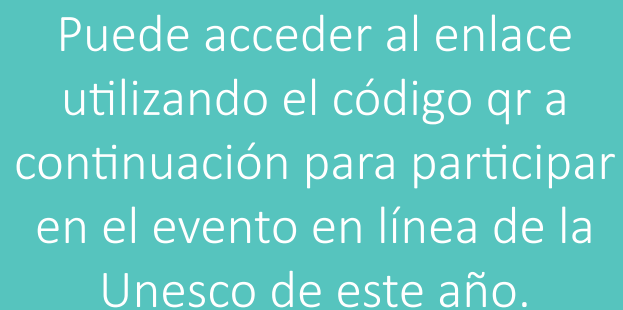 Puede acceder al enlace
utilizando el código qr a
continuación para participar
en el evento en línea de la
Unesco de este año.